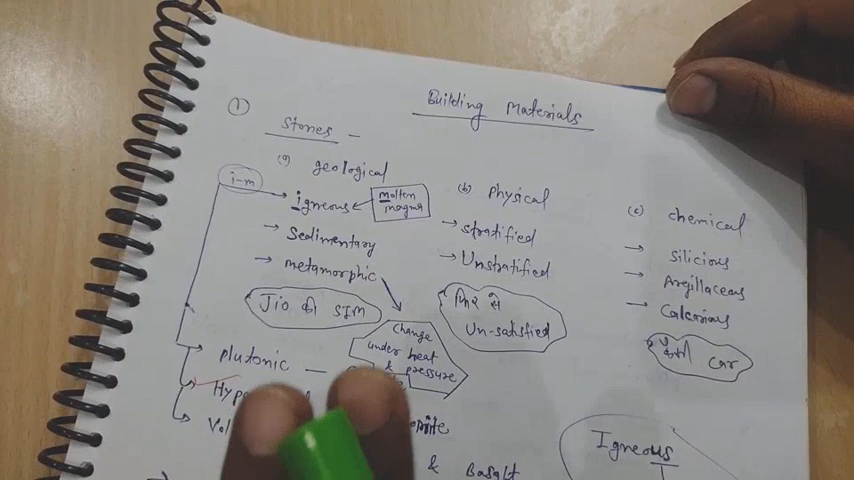 Building Materials
① Stones -
(a) geological
i-m
→ igneous ← molten magma
→ Sedimentary
→ metamorphic
Jio की SIM
(b) Physical
→ Stratified
→ Unstratified
फिर से
Un-satisfied
(c) chemical
→ Silicious
→ Argillaceous
→ Calcarious
car
Change
under heat
& pressure
→ plutonic -
& Basalt
Igneous